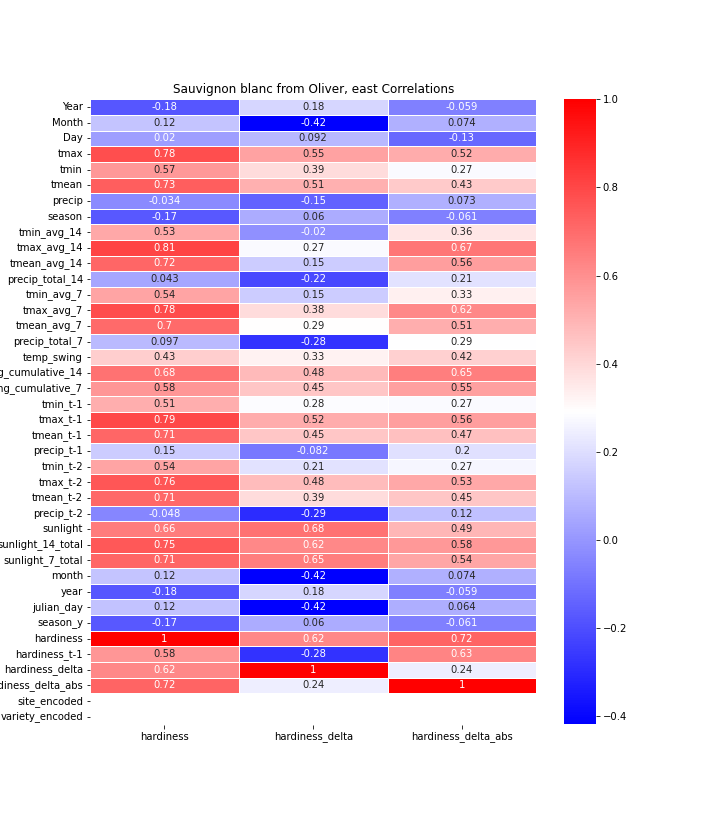 Sauvignon blanc from Oliver, east Correlations
Year -0.18 0.18 -0.059
Month 0.12 -0.42 0.074
Day 0.02 0.092 -0.13
tmax 0.78 0.55 0.52
tmin 0.57 0.39 0.27
tmean 0.73 0.51 0.43
precip -0.034 -0.15 0.073
season -0.17 0.06 -0.061
tmin_avg_14 0.53 -0.02 0.36
tmax_avg_14 0.81 0.27 0.67
tmean_avg_14 0.72 0.15 0.56
precip_total_14 0.043 -0.22 0.21
tmin_avg_7 0.54 0.15 0.33
tmax_avg_7 0.78 0.38 0.62
tmean_avg_7 0.7 0.29 0.51
precip_total_7 0.097 -0.28 0.29
temp_swing 0.43 0.33 0.42
g_cumulative_14 0.68 0.48 0.65
ng_cumulative_7 0.58 0.45 0.55
tmin_t-1 0.51 0.28 0.27
tmax_t-1 0.79 0.52 0.56
tmean_t-1 0.71 0.45 0.47
precip_t-1 0.15 -0.082 0.2
tmin_t-2 0.54 0.21 0.27
tmax_t-2 0.76 0.48 0.53
tmean_t-2 0.71 0.39 0.45
precip_t-2 -0.048 -0.29 0.12
sunlight 0.66 0.68 0.49
sunlight_14_total 0.75 0.62 0.58
sunlight_7_total 0.71 0.65 0.54
month 0.12 -0.42 0.074
year -0.18 0.18 -0.059
julian_day 0.12 -0.42 0.064
season_y -0.17 0.06 -0.061
hardiness 1 0.62 0.72
hardiness_t-1 0.58 -0.28 0.63
hardiness_delta 0.62 1 0.24
diness_delta_abs 0.72 0.24 1
site_encoded
variety_encoded
hardiness hardiness_delta hardiness_delta_abs
1.0
0.8
0.6
0.4
0.2
0.0
−0.2
−0.4